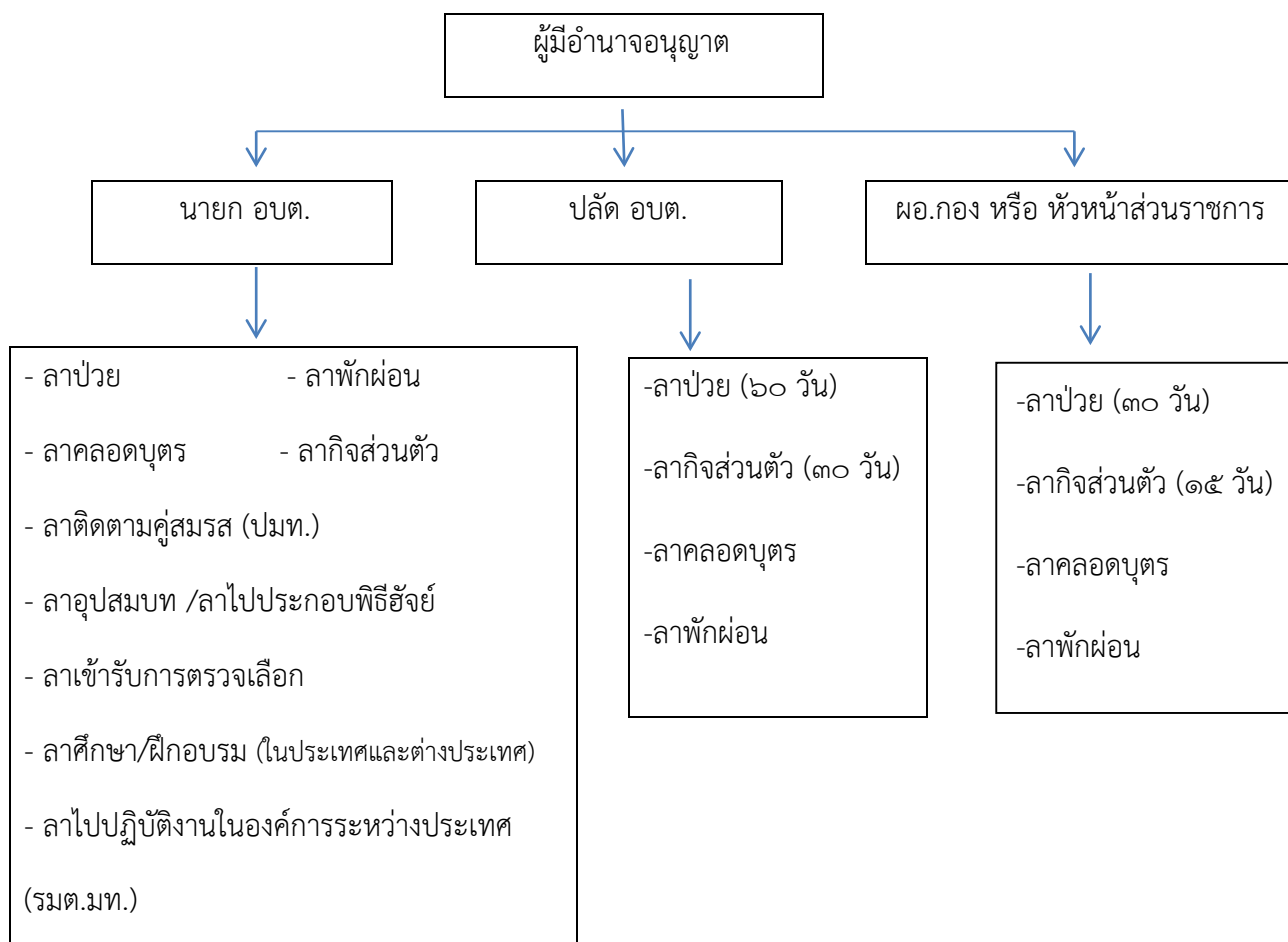 ผู้มีอำนาจอนุญาต
นายก อบต.
ปลัด อบต.
ผอ.กอง หรือ หัวหน้าส่วนราชการ
- ลาป่วย - ลาพักผ่อน
- ลาคลอดบุตร - ลากิจส่วนตัว
- ลาติดตามคู่สมรส (ปมท.)
- ลาอุปสมบท /ลาไปประกอบพิธีฮัจย์
- ลาเข้ารับการตรวจเลือก
- ลาศึกษา/ฝึกอบรม (ในประเทศและต่างประเทศ)
- ลาไปปฏิบัติงานในองค์การระหว่างประเทศ
(รมต.มท.)
-ลาป่วย (๖๐ วัน)
-ลากิจส่วนตัว (๓๐ วัน)
-ลาคลอดบุตร
-ลาพักผ่อน
-ลาป่วย (๓๐ วัน)
-ลากิจส่วนตัว (๑๕ วัน)
-ลาคลอดบุตร
-ลาพักผ่อน